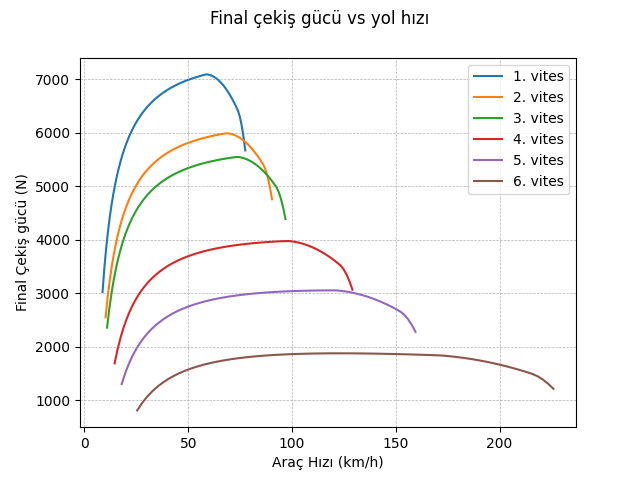 Final çekiş gücü vs yol hızı
1. vites
2. vites
3. vites
4. vites
5. vites
6. vites
7000
6000
5000
4000
3000
2000
1000
Final Çekiş gücü (N)
0 50 100 150 200
Araç Hızı (km/h)